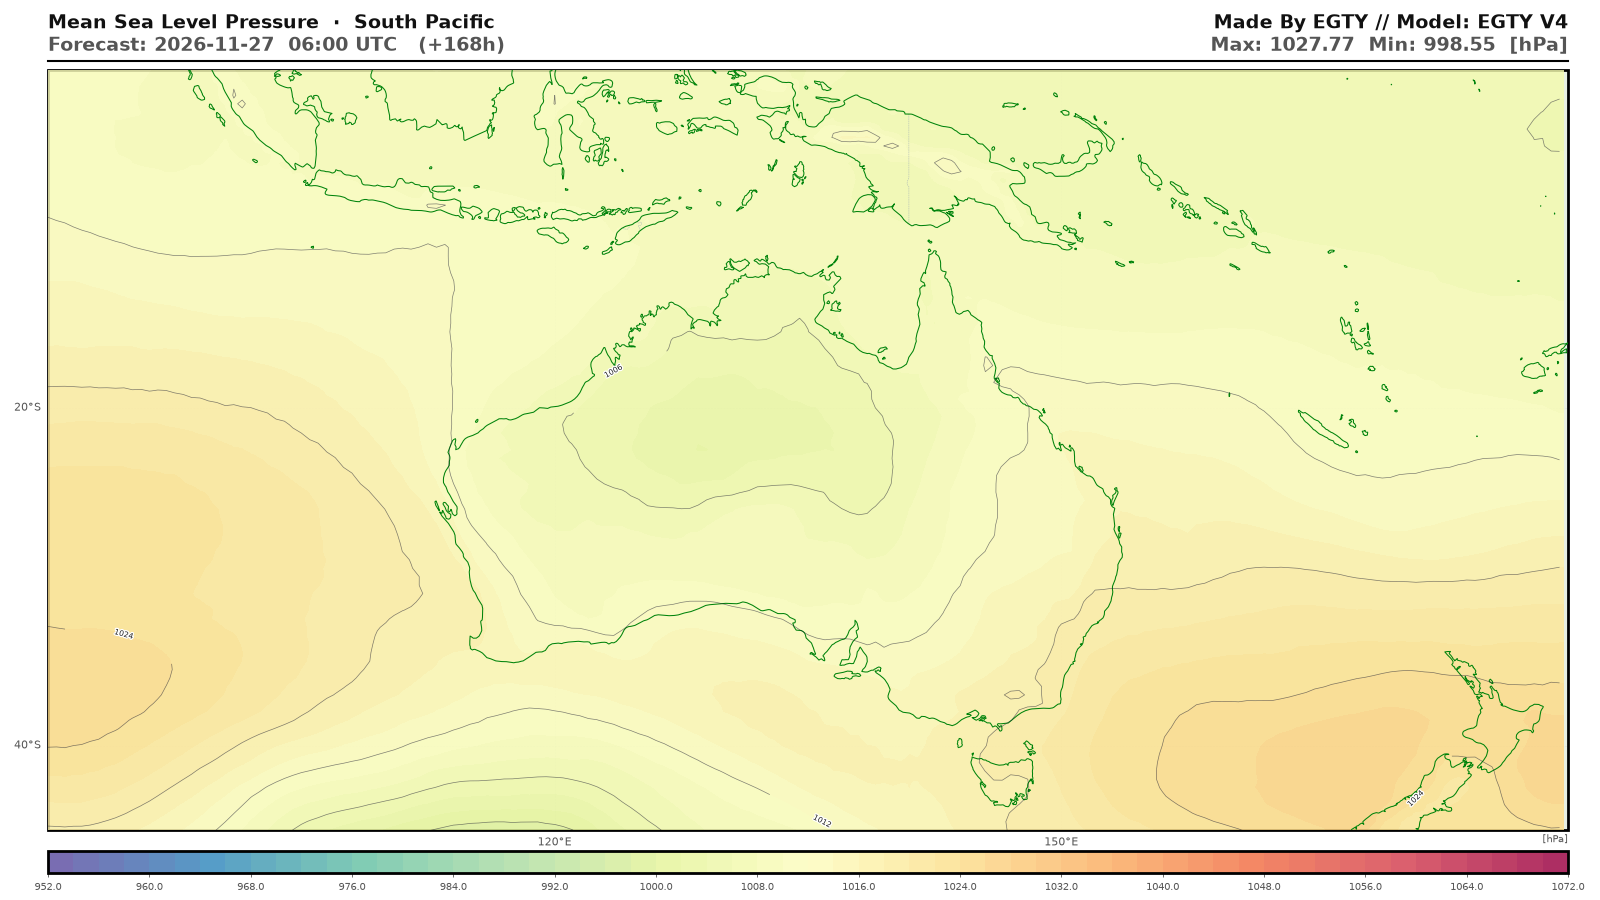 Mean Sea Level Pressure · South Pacific
Made By EGTY // Model: EGTY V4
Forecast: 2026-11-27 06:00 UTC (+168h)
Max: 1027.77 Min: 998.55 [hPa]
1006
20°S
1024
40°S
1024
1012
120°E
150°E
[hPa]
952.0 960.0 968.0 976.0 984.0 992.0 1000.0 1008.0 1016.0 1024.0 1032.0 1040.0 1048.0 1056.0 1064.0 1072.0